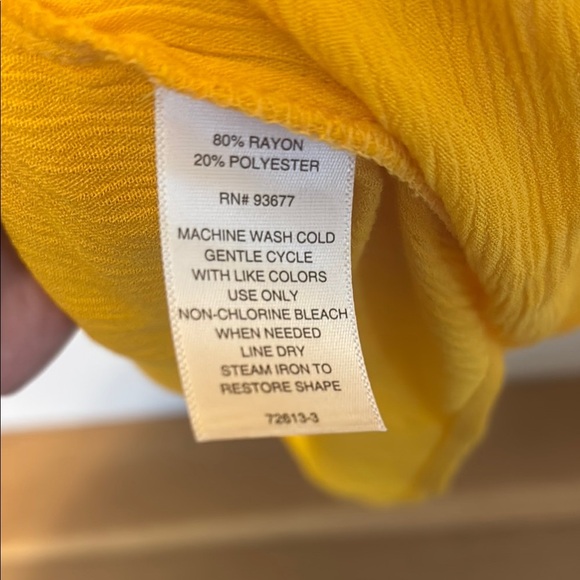 80% RAYON
20% POLYESTER
RN# 93677
MACHINE WASH COLD
GENTLE CYCLE
WITH LIKE COLORS
USE ONLY
NON-CHLORINE BLEACH
WHEN NEEDED
LINE DRY
STEAM IRON TO
RESTORE SHAPE
72613-3